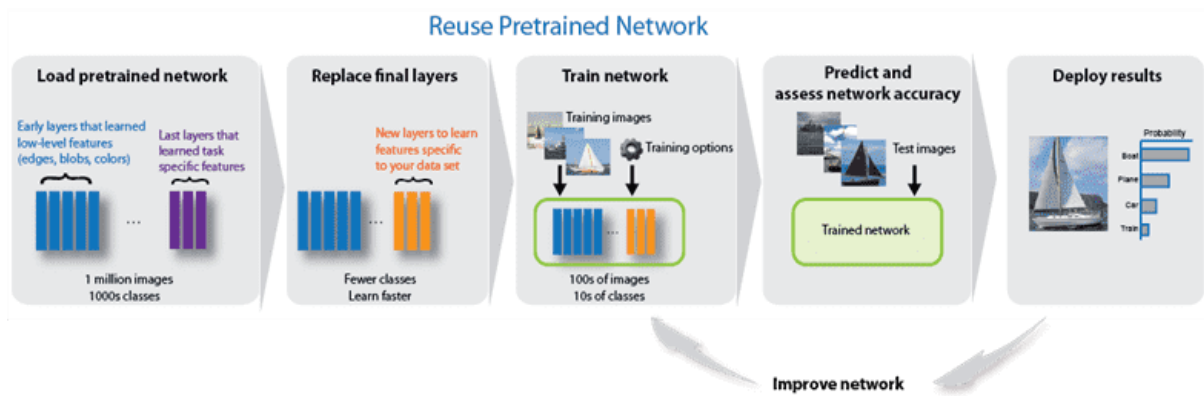 Reuse Pretrained Network
Load pretrained network
Early layers that learned
low-level features
(edges, blobs, colors)
Last layers that
learned task
specific features
...
1 million images
1000s classes
Replace final layers
New layers to learn
features specific
to your data set
...
Fewer classes
Learn faster
Train network
Training images
Training options
...
100s of images
10s of classes
Predict and
assess network accuracy
Test images
Trained network
Deploy results
Probability
Boat
Plane
Car
Train
Improve network